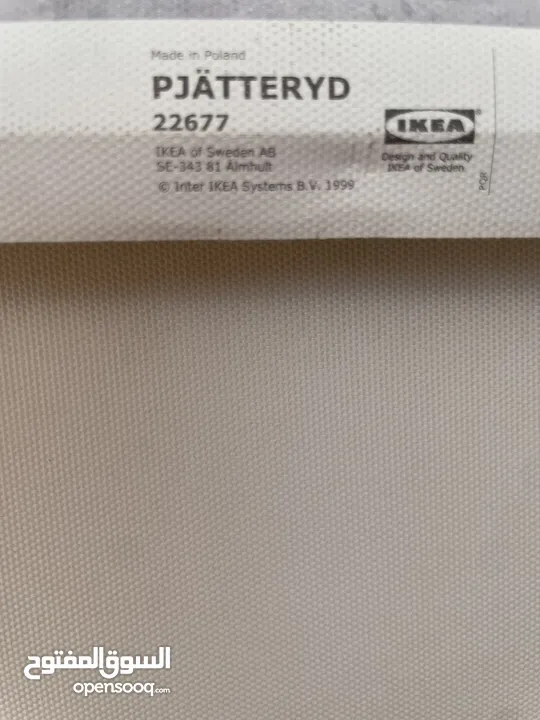 Made in Poland
PJÄTTERYD
22677
IKEA of Sweden AB
SE-343 81 Älmhult
© Inter IKEA Systems B.V. 1999
IKEA®
Design and Quality
IKEA of Sweden
PQR
السوق المفتوح
opensooq.com